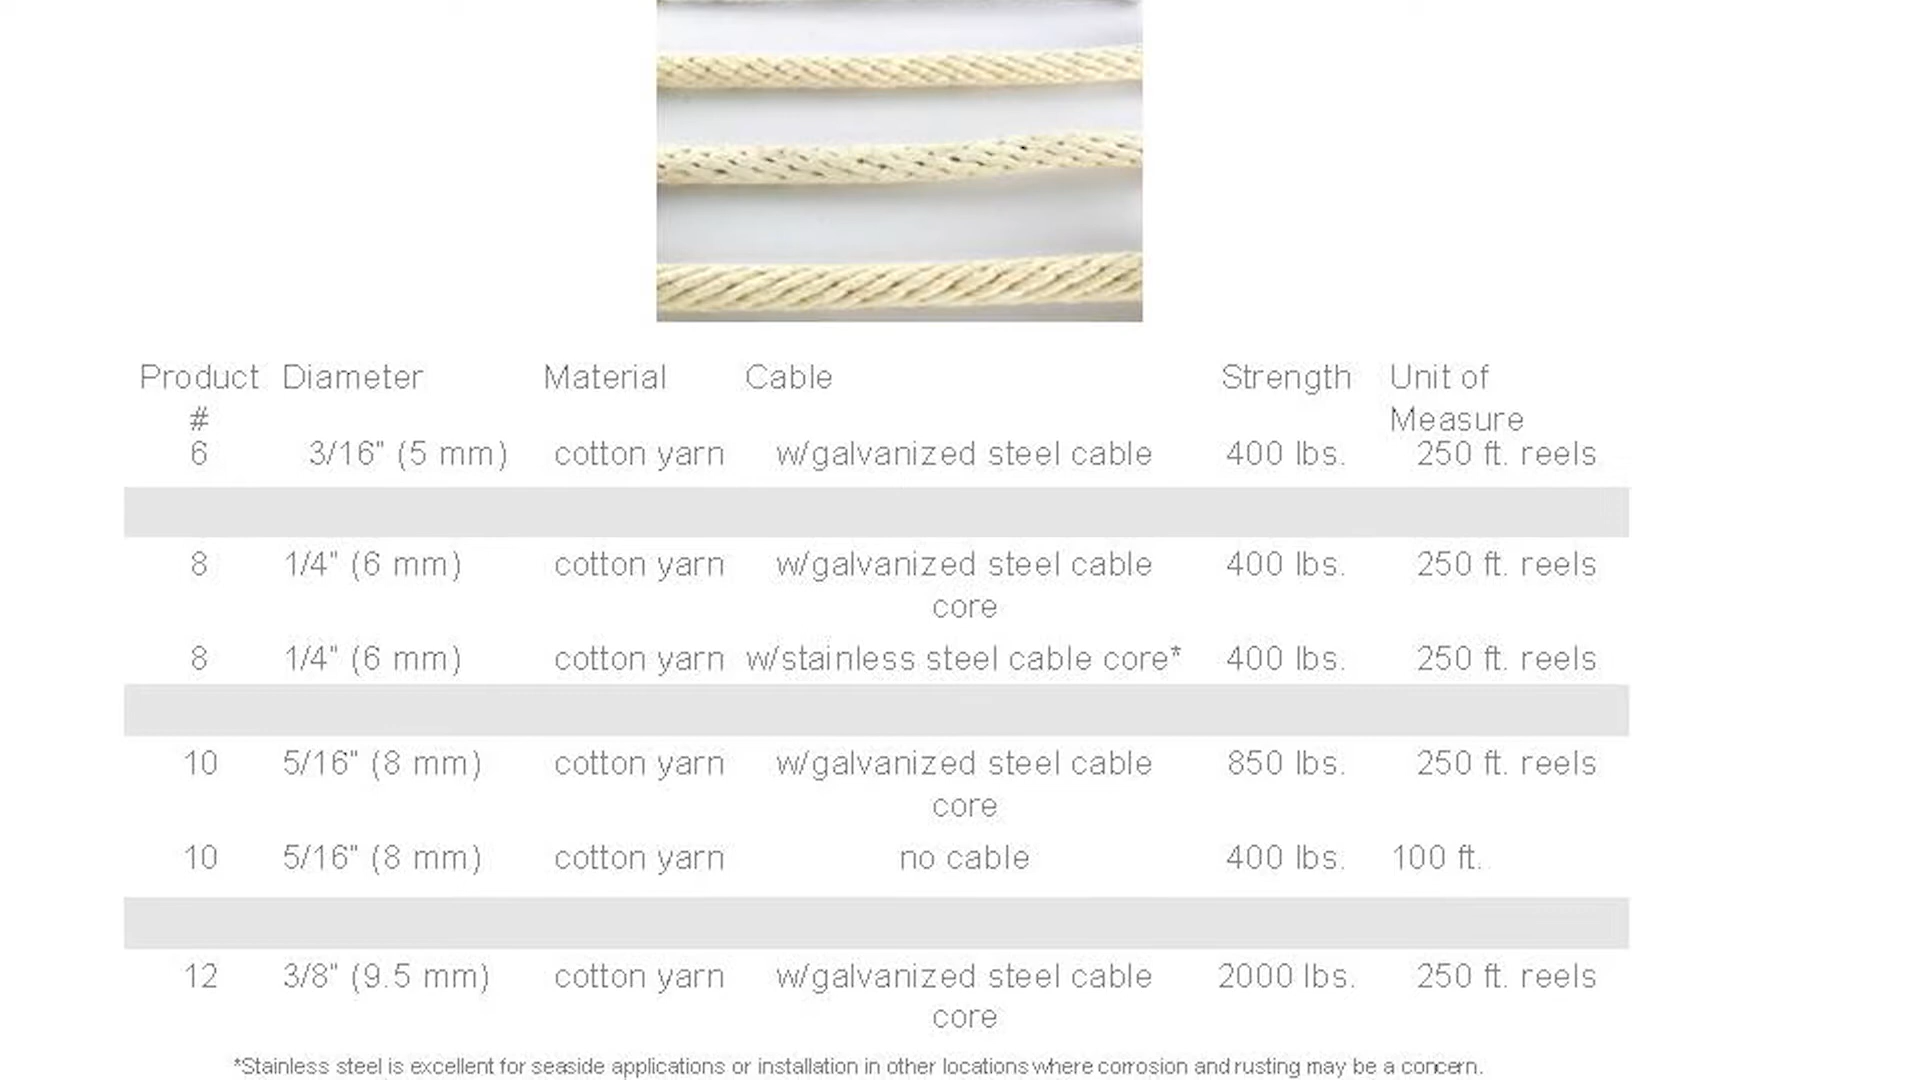 Product Diameter Material Cable Strength Unit of
# Measure
6 3/16" (5 mm) cotton yarn w/galvanized steel cable 400 lbs. 250 ft. reels
8 1/4" (6 mm) cotton yarn w/galvanized steel cable 400 lbs. 250 ft. reels
core
8 1/4" (6 mm) cotton yarn w/stainless steel cable core* 400 lbs. 250 ft. reels
10 5/16" (8 mm) cotton yarn w/galvanized steel cable 850 lbs. 250 ft. reels
core
10 5/16" (8 mm) cotton yarn no cable 400 lbs. 100 ft.
12 3/8" (9.5 mm) cotton yarn w/galvanized steel cable 2000 lbs. 250 ft. reels
core
*Stainless steel is excellent for seaside applications or installation in other locations where corrosion and rusting may be a concern.